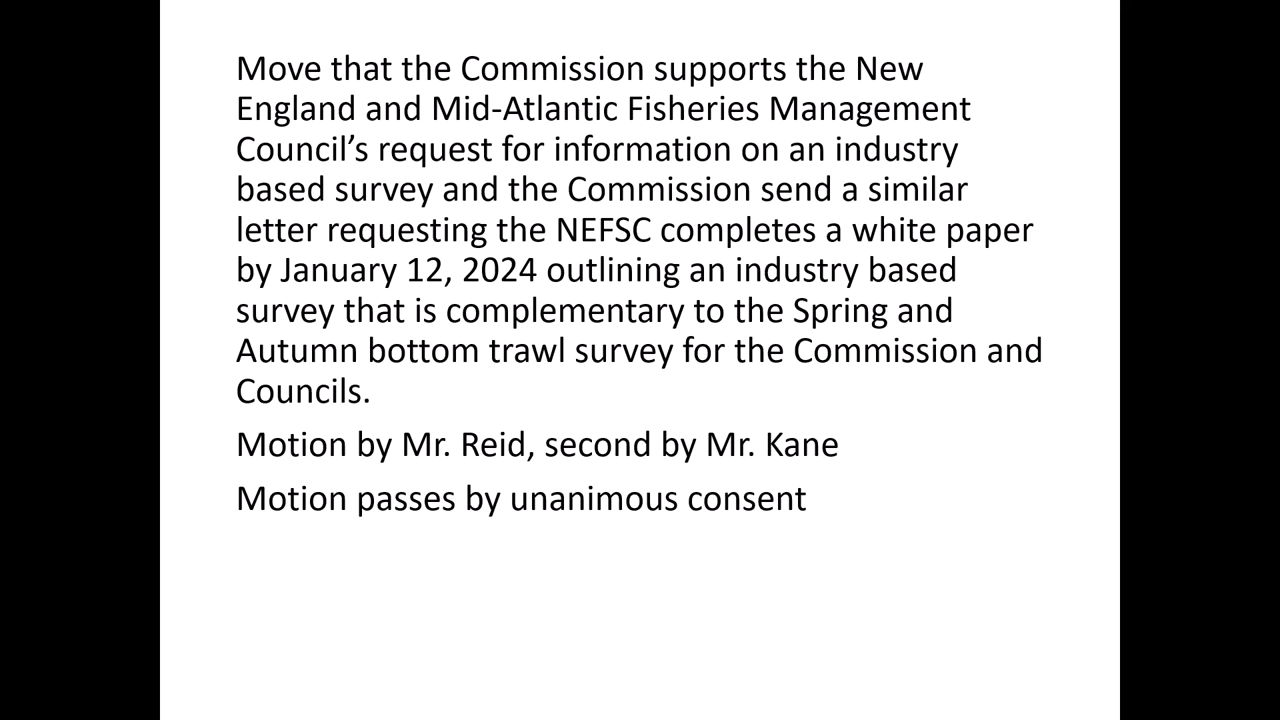 Move that the Commission supports the New
England and Mid-Atlantic Fisheries Management
Council’s request for information on an industry
based survey and the Commission send a similar
letter requesting the NEFSC completes a white paper
by January 12, 2024 outlining an industry based
survey that is complementary to the Spring and
Autumn bottom trawl survey for the Commission and
Councils.
Motion by Mr. Reid, second by Mr. Kane
Motion passes by unanimous consent